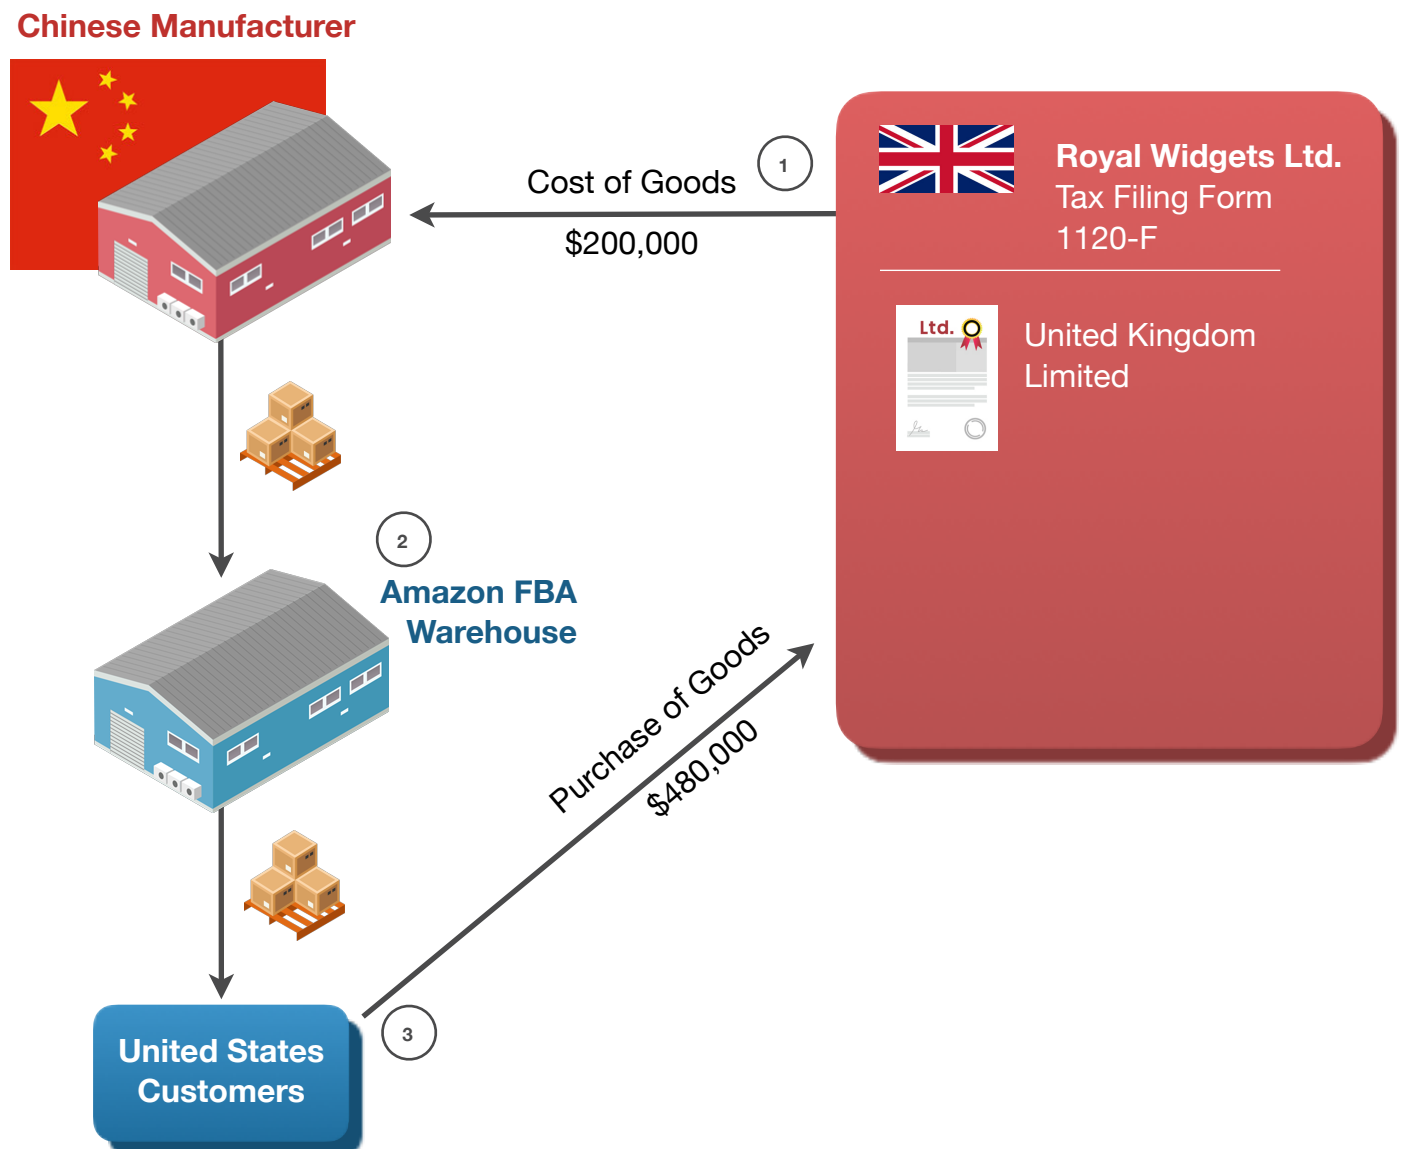 Chinese Manufacturer
Cost of Goods
1
$200,000
Royal Widgets Ltd.
Tax Filing Form
1120-F
Ltd.
United Kingdom
Limited
2
Amazon FBA
Warehouse
Purchase of Goods
$480,000
3
United States
Customers